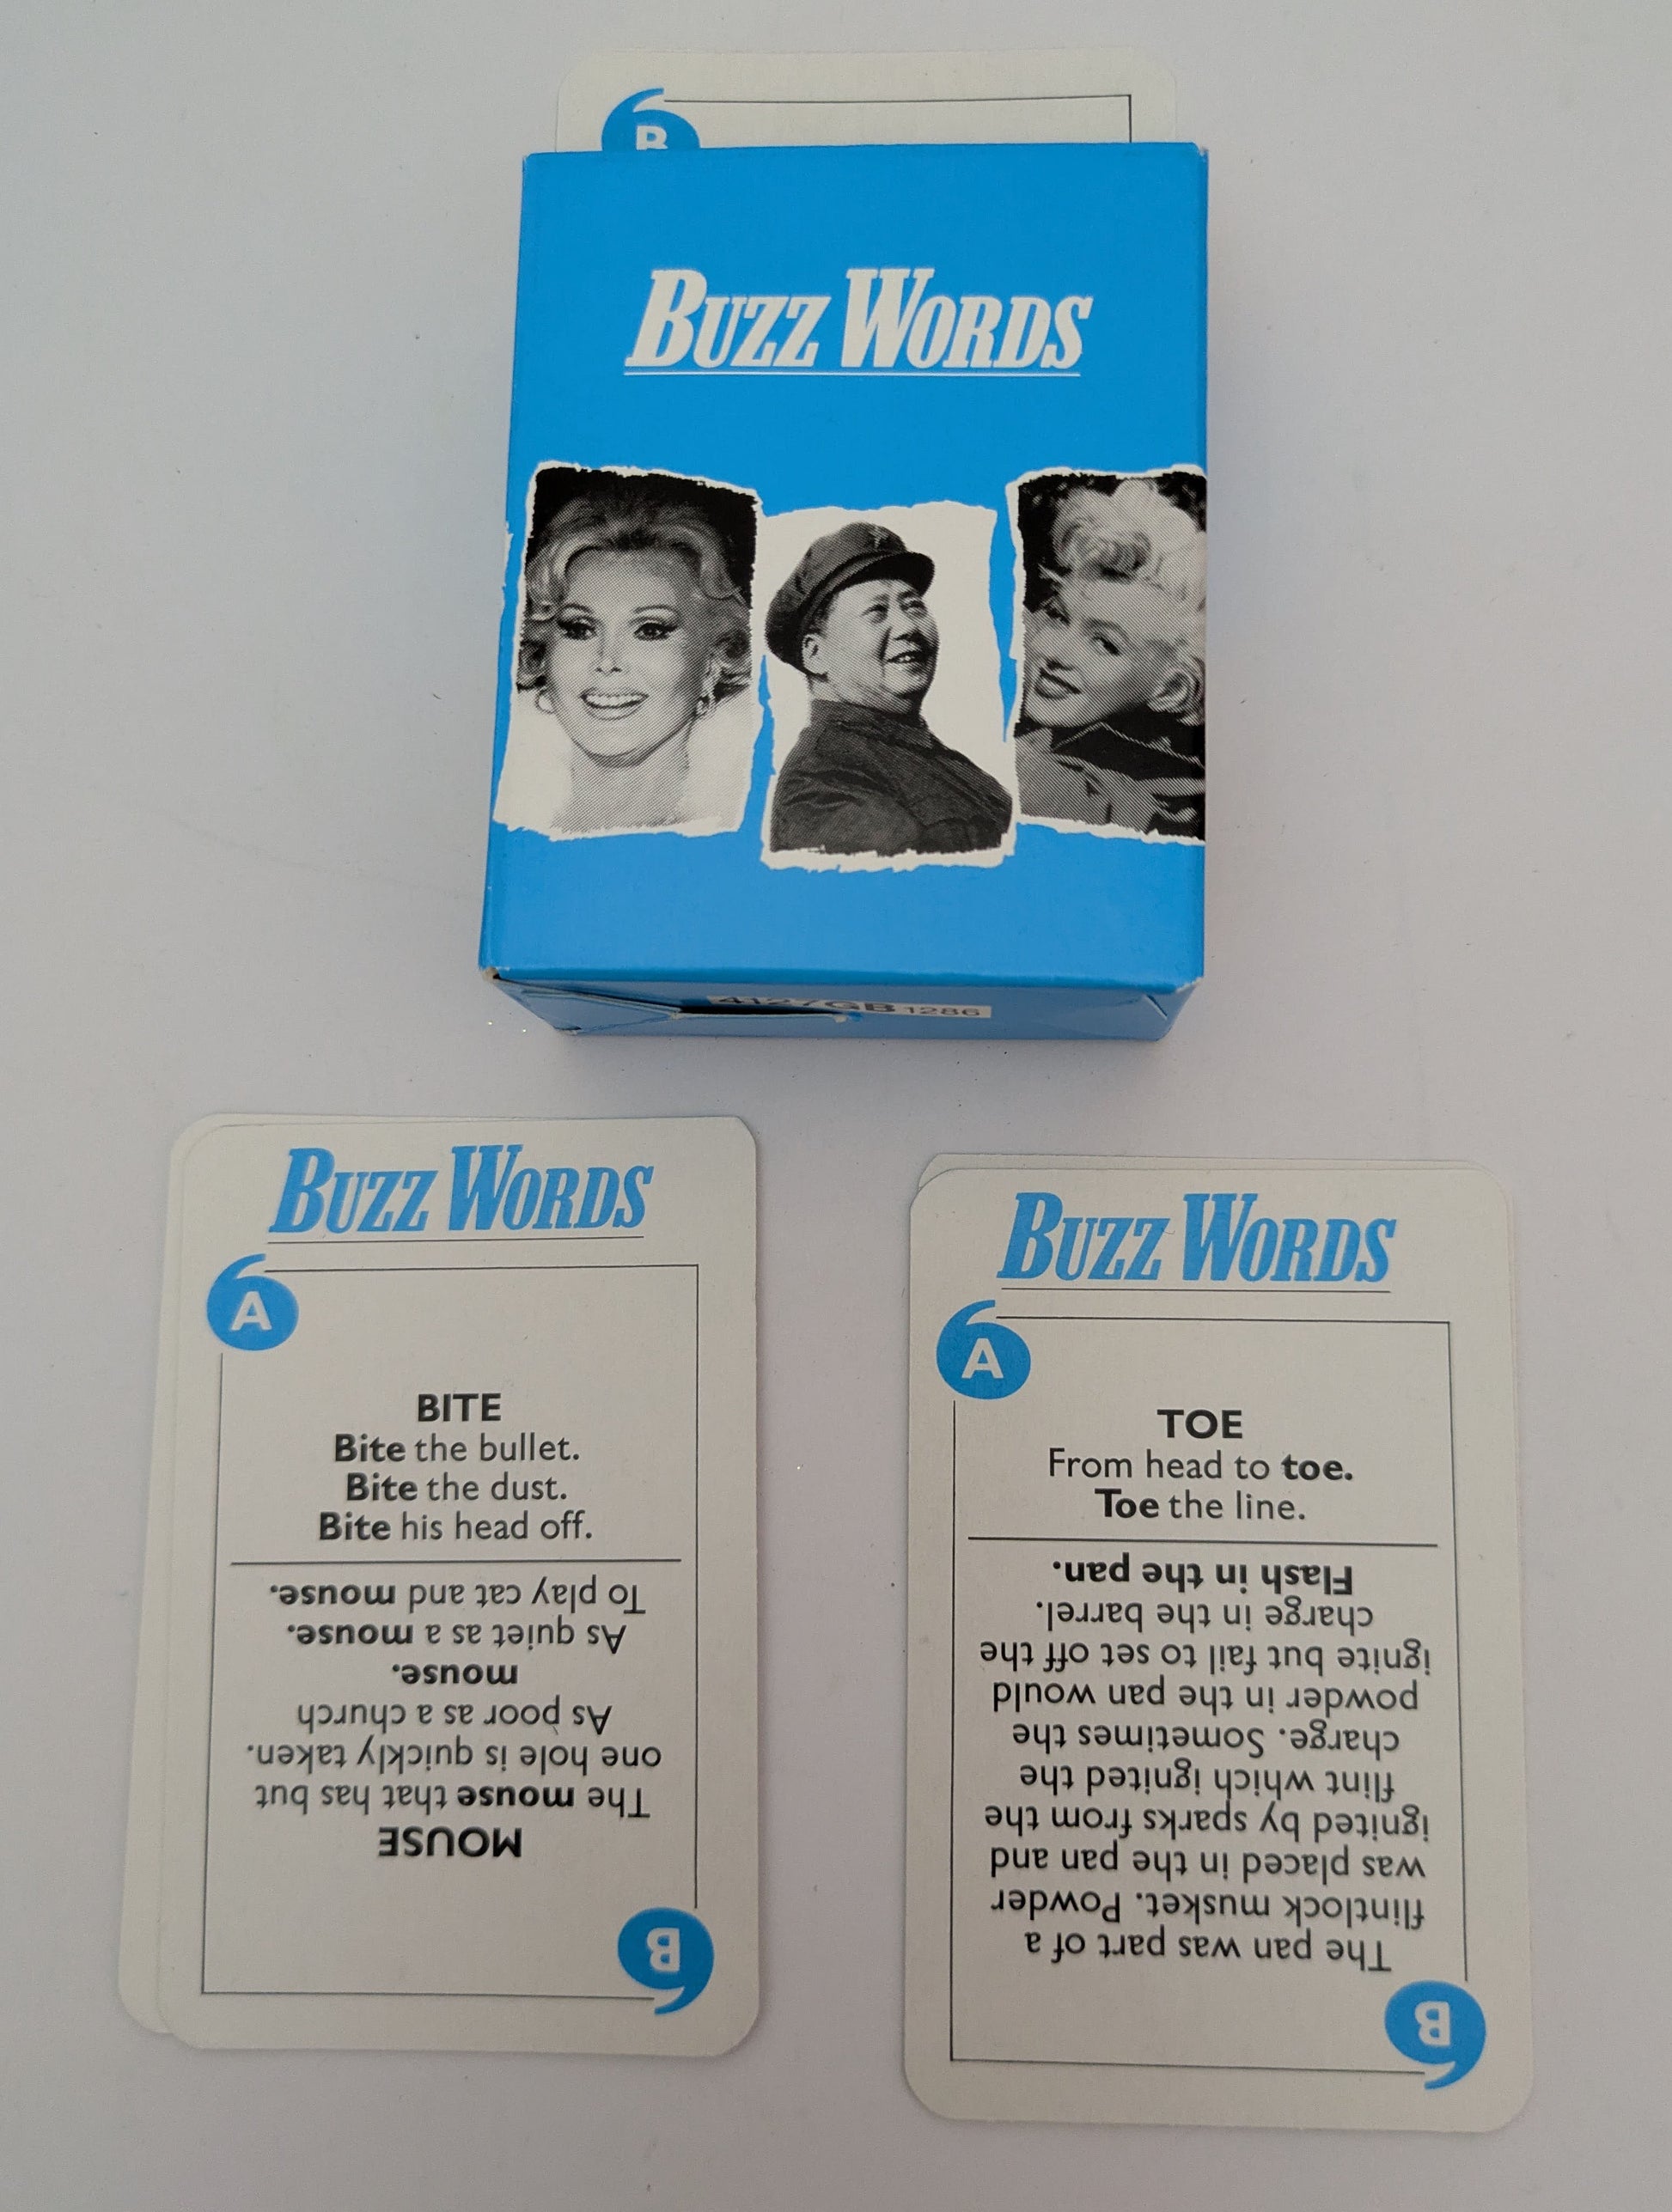 B
BUZZ WORDS
4127GB 1286
BUZZ WORDS
A
BITE
Bite the bullet.
Bite the dust.
Bite his head off.
B
MOUSE
The mouse that has but
one hole is quickly taken.
As poor as a church
mouse.
As quiet as a mouse.
To play cat and mouse.
BUZZ WORDS
A
TOE
From head to toe.
Toe the line.
B
The pan was part of a
flintlock musket. Powder
was placed in the pan and
ignited by sparks from the
flint which ignited the
charge. Sometimes the
powder in the pan would
ignite but fail to set off the
charge in the barrel.
Flash in the pan.